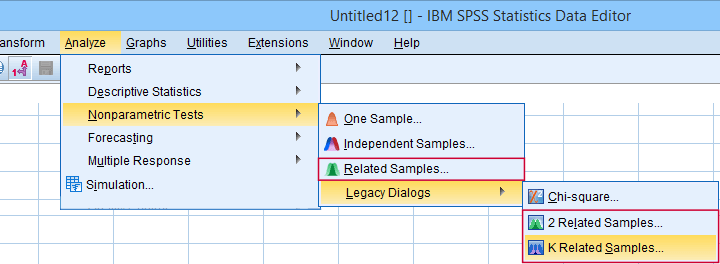 Untitled12 [] - IBM SPSS Statistics Data Editor
ansform Analyze Graphs Utilities Extensions Window Help
Reports
Descriptive Statistics
Nonparametric Tests
Forecasting
Multiple Response
Simulation...
One Sample...
Independent Samples...
Related Samples...
Legacy Dialogs
Chi-square...
2 Related Samples...
K Related Samples...